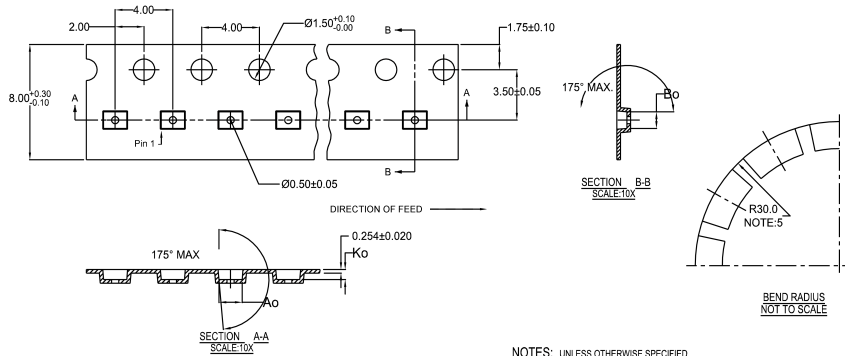 4.00
2.00
4.00
Ø1.50+0.10 -0.00
B
1.75±0.10
8.00+0.30 -0.10
A
A
3.50±0.05
Pin 1
B
Ø0.50±0.05
175° MAX.
Bo
SECTION B-B
SCALE:10X
R30.0
NOTE:5
DIRECTION OF FEED
0.254±0.020
175° MAX
Ko
Ao
SECTION A-A
SCALE:10X
BEND RADIUS
NOT TO SCALE
NOTES: UNLESS OTHERWISE SPECIFIED